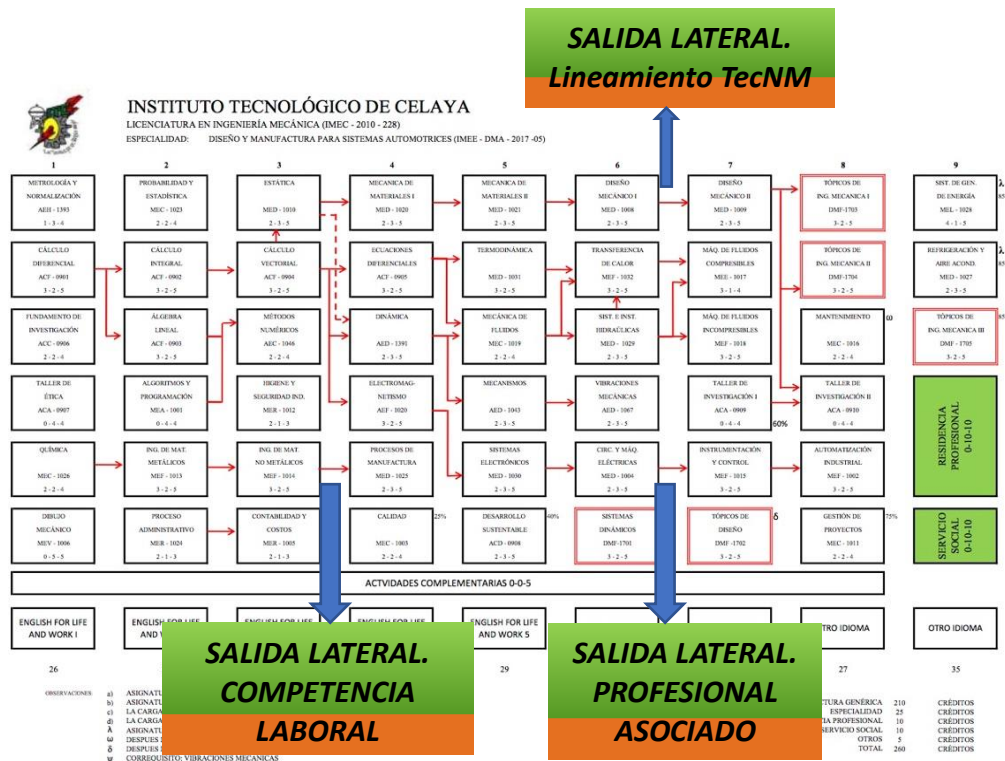 SALIDA LATERAL.
Lineamiento TecNM
INSTITUTO TECNOLÓGICO DE CELAYA
LICENCIATURA EN INGENIERÍA MECÁNICA (IMEC - 2010 - 228)
ESPECIALIDAD: DISEÑO Y MANUFACTURA PARA SISTEMAS AUTOMOTRICES (IMEE - DMA - 2017 -05)
1 2 3 4 5 6 7 8 9
METROLOGÍA Y
NORMALIZACIÓN
AEH - 1393
1 - 3 - 4
PROBABILIDAD Y
ESTADÍSTICA
MEC - 1023
2 - 2 - 4
ESTÁTICA
MED - 1010
2 - 3 - 5
MECANICA DE
MATERIALES I
MED - 1020
2 - 3 - 5
MECANICA DE
MATERIALES II
MED - 1021
2 - 3 - 5
DISEÑO
MECÁNICO I
MED - 1008
2 - 3 - 5
DISEÑO
MECÁNICO II
MED - 1009
2 - 3 - 5
TÓPICOS DE
ING. MECANICA I
DMF-1703
3 - 2 - 5
SIST. DE GEN.
DE ENERGÍA
MEL - 1028
4 - 1 - 5
λ
85
CÁLCULO
DIFERENCIAL
ACF - 0901
3 - 2 - 5
CÁLCULO
INTEGRAL
ACF - 0902
3 - 2 - 5
CÁLCULO
VECTORIAL
ACF - 0904
3 - 2 - 5
ECUACIONES
DIFERENCIALES
ACF - 0905
3 - 2 - 5
TERMODINÁMICA
MED - 1031
3 - 2 - 5
TRANSFERENCIA
DE CALOR
MEF - 1032
3 - 2 - 5
MÁQ. DE FLUIDOS
COMPRESIBLES
MEE - 1017
3 - 1 - 4
TÓPICOS DE
ING. MECANICA II
DMF-1704
3 - 2 - 5
REFRIGERACIÓN Y
AIRE ACOND.
MED - 1027
2 - 3 - 5
λ
85
FUNDAMENTO DE
INVESTIGACIÓN
ACC - 0906
2 - 2 - 4
ÁLGEBRA
LINEAL
ACF - 0903
3 - 2 - 5
MÉTODOS
NUMÉRICOS
AEC - 1046
2 - 2 - 4
DINÁMICA
AED - 1391
2 - 3 - 5
MECÁNICA DE
FLUIDOS
MEC - 1019
2 - 2 - 4
SIST. E INST.
HIDRAÚLICAS
MED - 1029
2 - 3 - 5
MÁQ. DE FLUIDOS
INCOMPRESIBLES
MEF - 1018
3 - 2 - 5
MANTENIMIENTO
MEC - 1016
2 - 2 - 4
ω
TÓPICOS DE
ING. MECANICA III
DMF - 1705
3 - 2 - 5
85
TALLER DE
ÉTICA
ACA - 0907
0 - 4 - 4
ALGORITMOS Y
PROGRAMACIÓN
MEA - 1001
0 - 4 - 4
HIGIENE Y
SEGURIDAD IND.
MER - 1012
2 - 1 - 3
ELECTROMAG-
NETISMO
AEF - 1020
3 - 2 - 5
MECANISMOS
AED - 1043
2 - 3 - 5
VIBRACIONES
MECÁNICAS
AED - 1067
2 - 3 - 5
TALLER DE
INVESTIGACIÓN I
ACA - 0909
0 - 4 - 4
60%
TALLER DE
INVESTIGACIÓN II
ACA - 0910
0 - 4 - 4
RESIDENCIA
PROFESIONAL
0-10-10
QUÍMICA
MEC - 1026
2 - 2 - 4
ING. DE MAT.
METÁLICOS
MEF - 1013
3 - 2 - 5
ING. DE MAT.
NO METÁLICOS
MEF - 1014
3 - 2 - 5
PROCESOS DE
MANUFACTURA
MED - 1025
2 - 3 - 5
SISTEMAS
ELECTRÓNICOS
MED - 1030
2 - 3 - 5
CIRC. Y MÁQ.
ELÉCTRICAS
MED - 1004
2 - 3 - 5
INSTRUMENTACIÓN
Y CONTROL
MEF - 1015
3 - 2 - 5
AUTOMATIZACIÓN
INDUSTRIAL
MEF - 1002
3 - 2 - 5
DIBUJO
MECÁNICO
MEV - 1006
0 - 5 - 5
PROCESO
ADMINISTRATIVO
MER - 1024
2 - 1 - 3
CONTABILIDAD Y
COSTOS
MER - 1005
2 - 1 - 3
CALIDAD
MEC - 1003
2 - 2 - 4
25%
DESARROLLO
SUSTENTABLE
ACD - 0908
2 - 3 - 5
40%
SISTEMAS
DINÁMICOS
DMF-1701
3 - 2 - 5
TÓPICOS DE
DISEÑO
DMF - 1702
3 - 2 - 5
δ
GESTIÓN DE
PROYECTOS
MEC - 1011
2 - 2 - 4
75%
SERVICIO
SOCIAL
0-10-10
ACTVIDADES COMPLEMENTARIAS 0-0-5
ENGLISH FOR LIFE
AND WORK I
ENGLISH FOR LIFE
ENGLISH FOR LIFE
ENGLISH FOR LIFE
ENGLISH FOR LIFE
AND WORK 5
OTRO IDIOMA
26 29 27 35
SALIDA LATERAL.
COMPETENCIA
LABORAL
SALIDA LATERAL.
PROFESIONAL
ASOCIADO
OBSERVACIONES
a)
b)
c) LA CARGA
d) LA CARGA
λ
ω DESPUES
δ DESPUES
ψ CORREQUISITO: VIBRACIONES MECÁNICAS
GENÉRICA 210 CRÉDITOS
ESPECIALIDAD 25 CRÉDITOS
PROFESIONAL 10 CRÉDITOS
SERVICIO SOCIAL 10 CRÉDITOS
OTROS 5 CRÉDITOS
TOTAL 260 CRÉDITOS